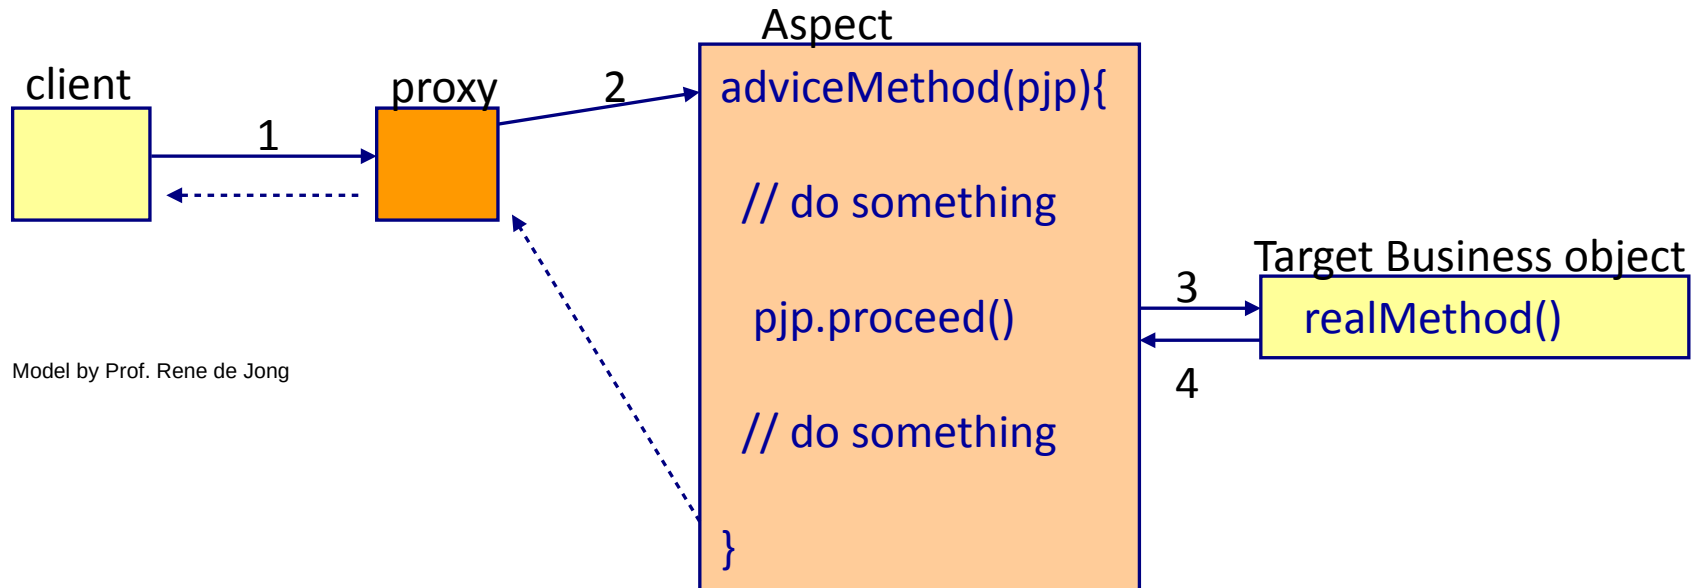 Aspect
client
proxy
1
2
adviceMethod(pjp){
// do something
pjp.proceed()
// do something
}
3
4
Target Business object
realMethod()
Model by Prof. Rene de Jong